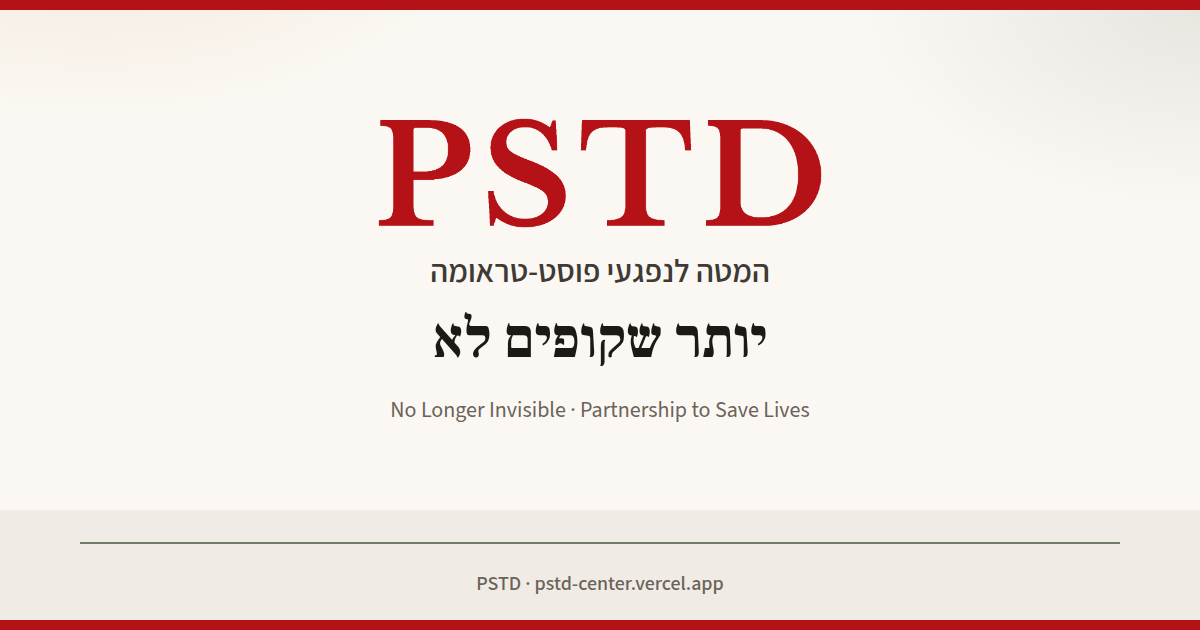 PSTD
המטה לנפגעי פוסט-טראומה
יותר שקופים לא
No Longer Invisible · Partnership to Save Lives
PSTD · pstd-center.vercel.app